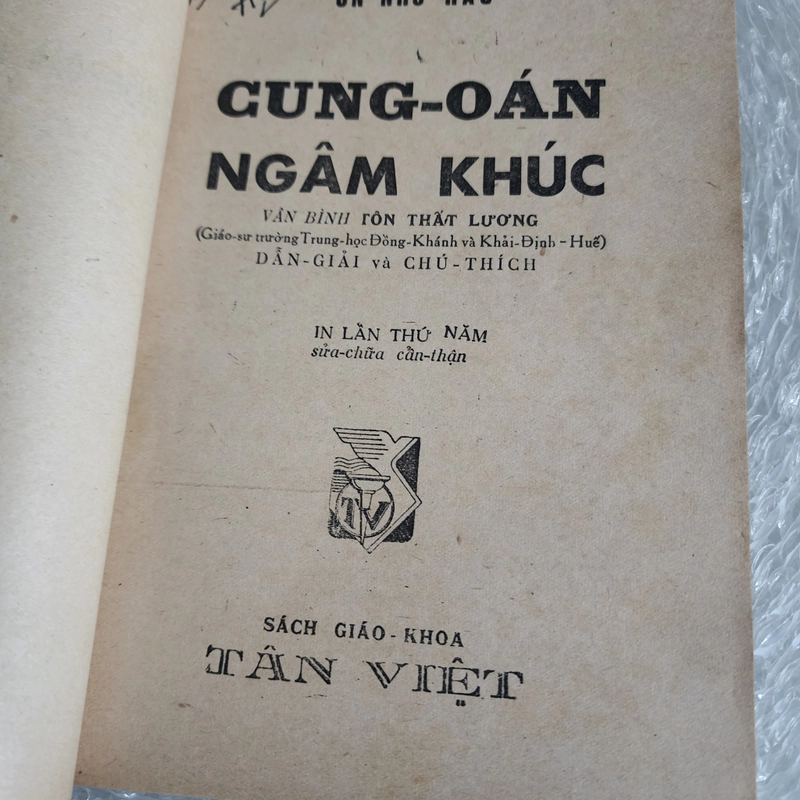 CUNG-OÁN
NGÂM KHÚC
VÂN BÌNH TÔN THẤT LƯƠNG
(Giáo-sư trường Trung-học Đồng-Khánh và Khải-Định - Huế)
DẪN-GIẢI và CHÚ-THÍCH
IN LẦN THỨ NĂM
sửa-chữa cẩn-thận
TV
SÁCH GIÁO-KHOA
TÂN VIỆT